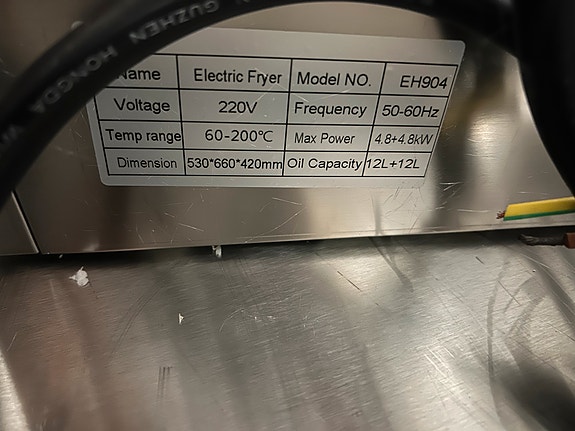 GUZHEN HONGDA
Name Electric Fryer Model NO. EH904
Voltage 220V Frequency 50-60Hz
Temp range 60-200℃ Max Power 4.8+4.8kW
Dimension 530*660*420mm Oil Capacity 12L+12L